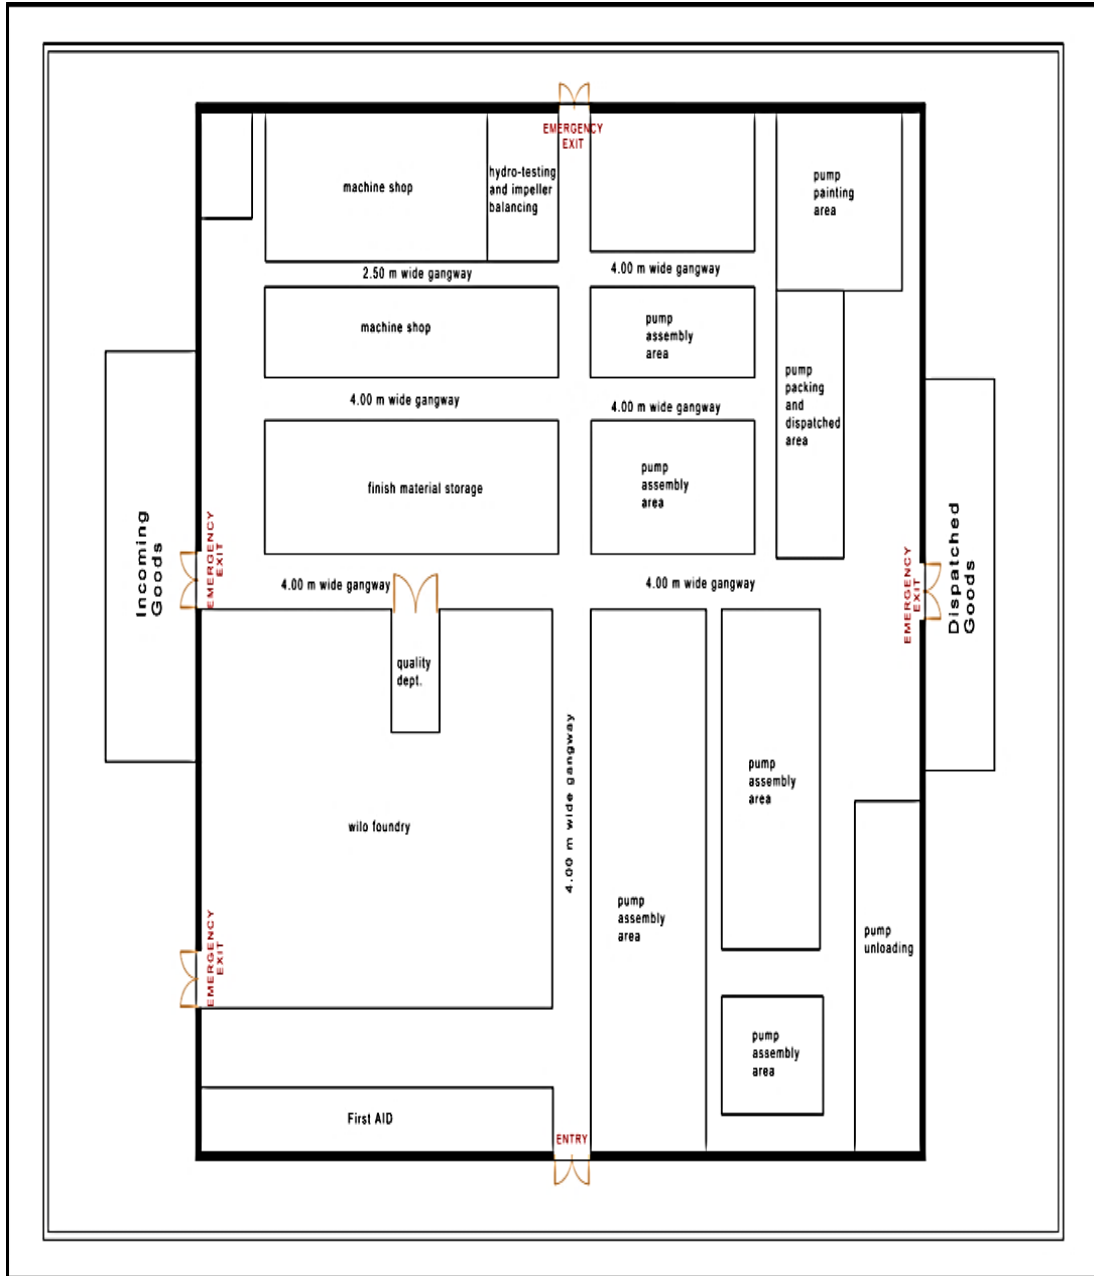 EMERGENCY
EXIT
machine shop
hydro-testing
and impeller
balancing
pump
painting
area
2.50 m wide gangway
4.00 m wide gangway
machine shop
pump
assembly
area
pump
packing
and
dispatched
area
4.00 m wide gangway
4.00 m wide gangway
finish material storage
pump
assembly
area
Incoming
Goods
EMERGENCY
EXIT
4.00 m wide gangway
4.00 m wide gangway
EMERGENCY
EXIT
Dispatched
Goods
quality
dept.
4.00 m wide gangway
pump
assembly
area
wilo foundry
pump
assembly
area
pump
unloading
EMERGENCY
EXIT
pump
assembly
area
First AID
ENTRY